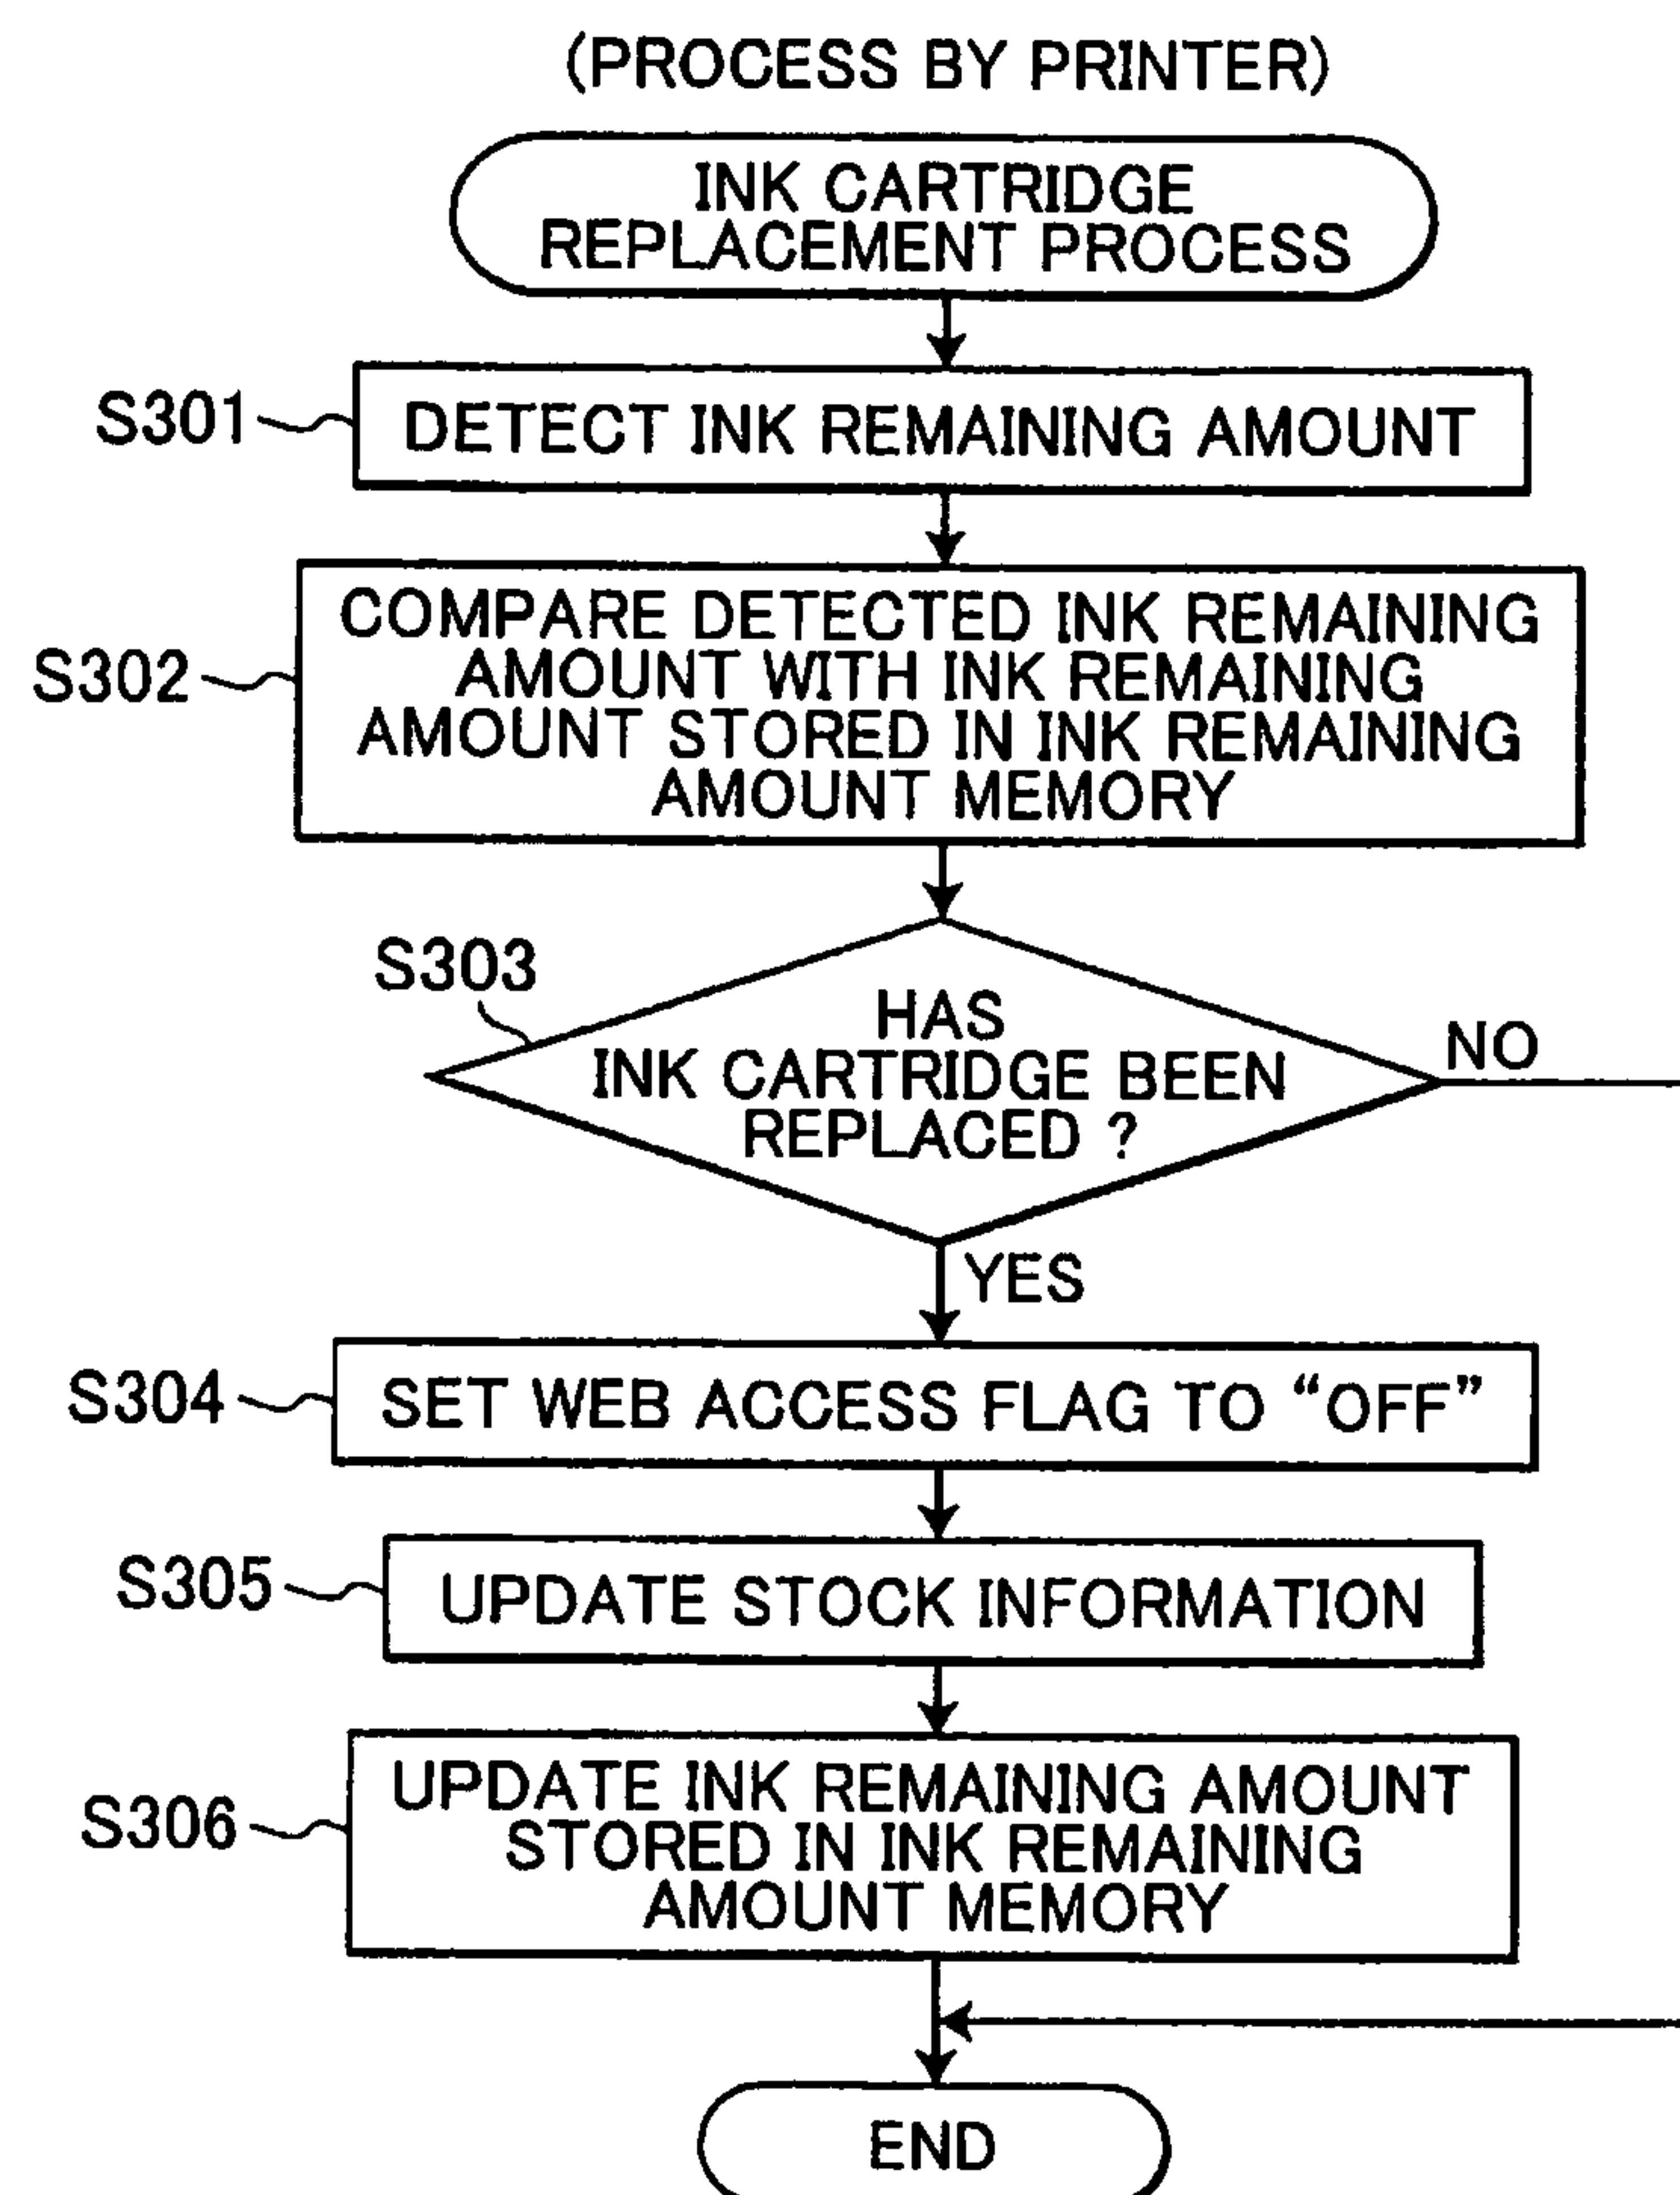 (PROCESS BY PRINTER)
INK CARTRIDGE
REPLACEMENT PROCESS
S301
DETECT INK REMAINING AMOUNT
S302
COMPARE DETECTED INK REMAINING
AMOUNT WITH INK REMAINING
AMOUNT STORED IN INK REMAINING
AMOUNT MEMORY
S303
HAS
INK CARTRIDGE BEEN
REPLACED ?
NO
YES
S304
SET WEB ACCESS FLAG TO “OFF”
S305
UPDATE STOCK INFORMATION
S306
UPDATE INK REMAINING AMOUNT
STORED IN INK REMAINING
AMOUNT MEMORY
END